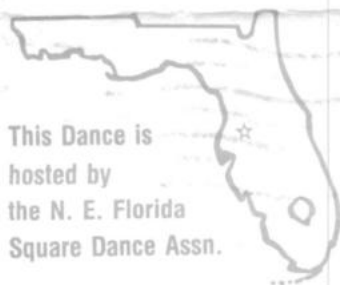 This Dance is
hosted by
the N. E. Florida
Square Dance Assn.